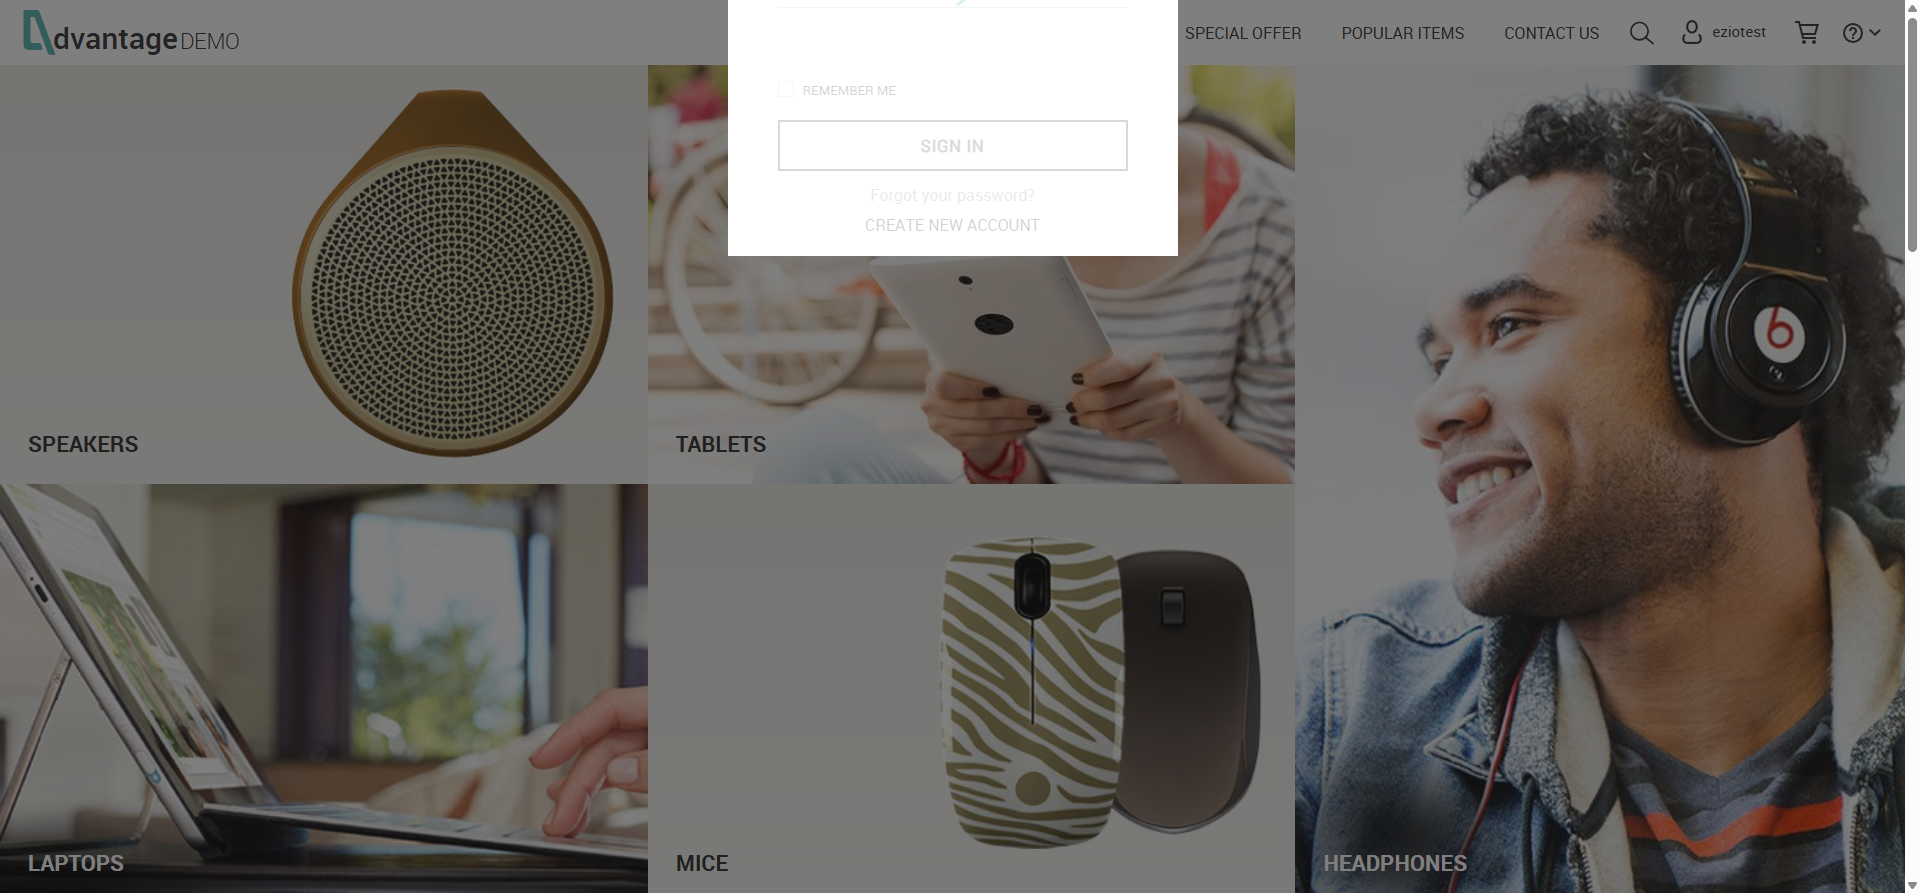 dvantage DEMO
SPECIAL OFFER
POPULAR ITEMS
CONTACT US
eziotest
REMEMBER ME
SIGN IN
Forgot your password?
CREATE NEW ACCOUNT
SPEAKERS
TABLETS
LAPTOPS
MICE
HEADPHONES